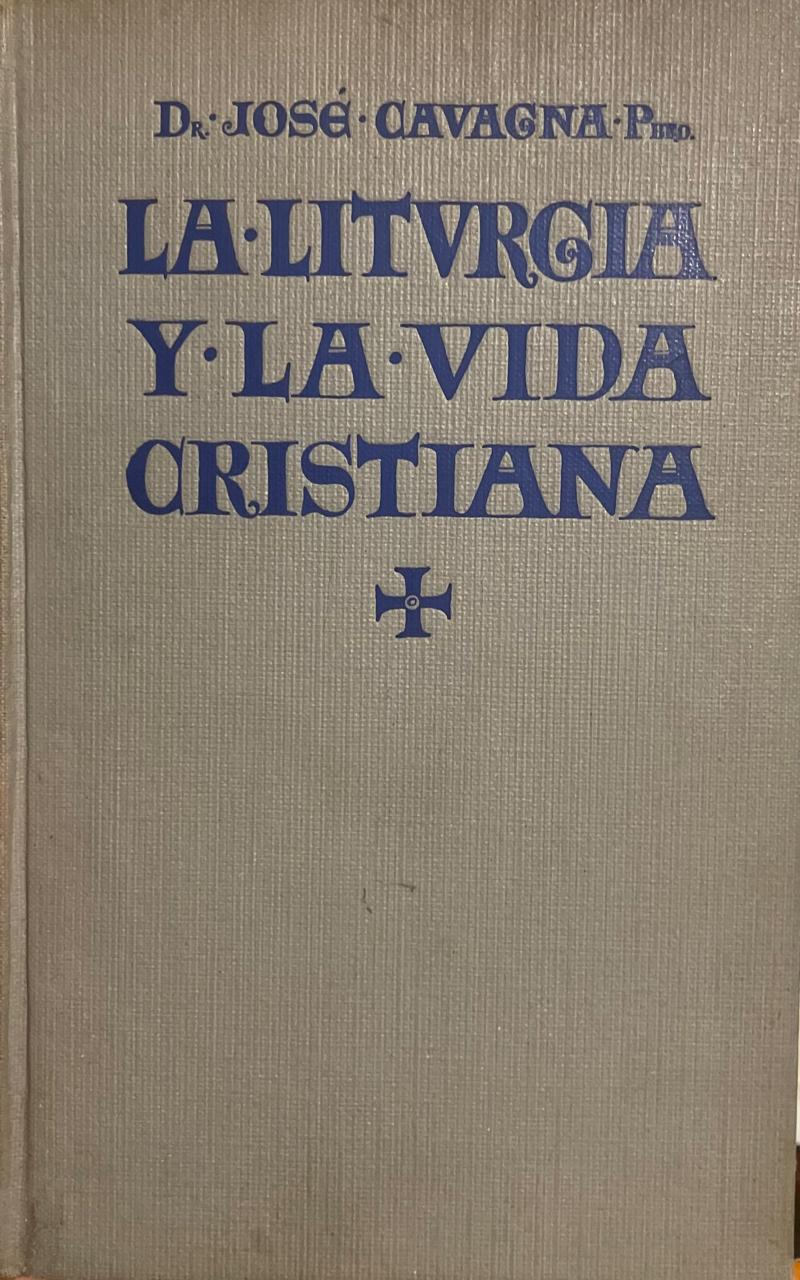 DR. · JOSÉ · CAVAGNA · PBRO.
LA · LITVRGIA
Y · LA · VIDA
CRISTIANA